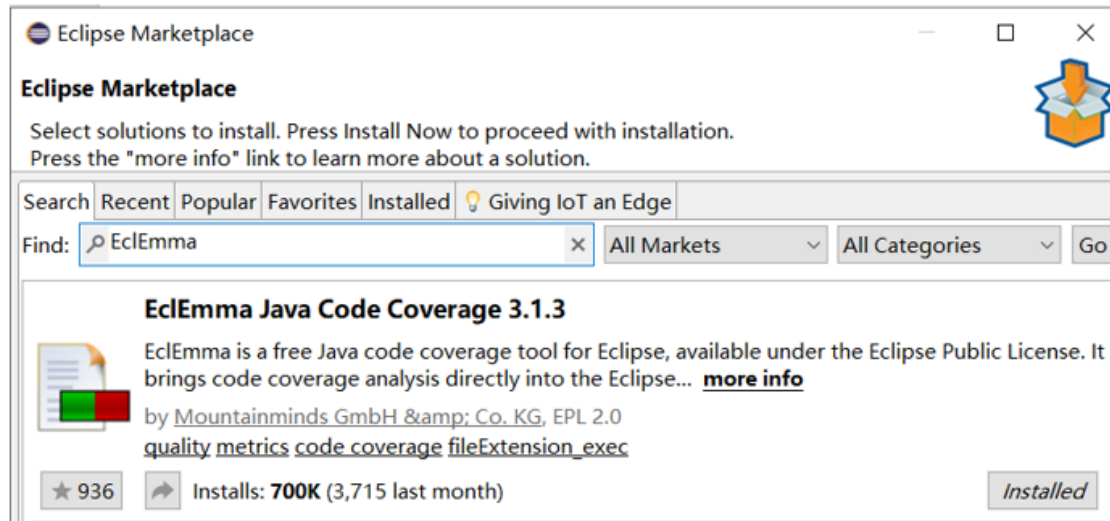 Eclipse Marketplace
Eclipse Marketplace
Select solutions to install. Press Install Now to proceed with installation.
Press the "more info" link to learn more about a solution.
Search Recent Popular Favorites Installed Giving IoT an Edge
Find: EclEmma All Markets All Categories Go
EclEmma Java Code Coverage 3.1.3
EclEmma is a free Java code coverage tool for Eclipse, available under the Eclipse Public License. It
brings code coverage analysis directly into the Eclipse... more info
by Mountainminds GmbH &amp; Co. KG, EPL 2.0
quality metrics code coverage fileExtension_exec
936 Installs: 700K (3,715 last month) Installed